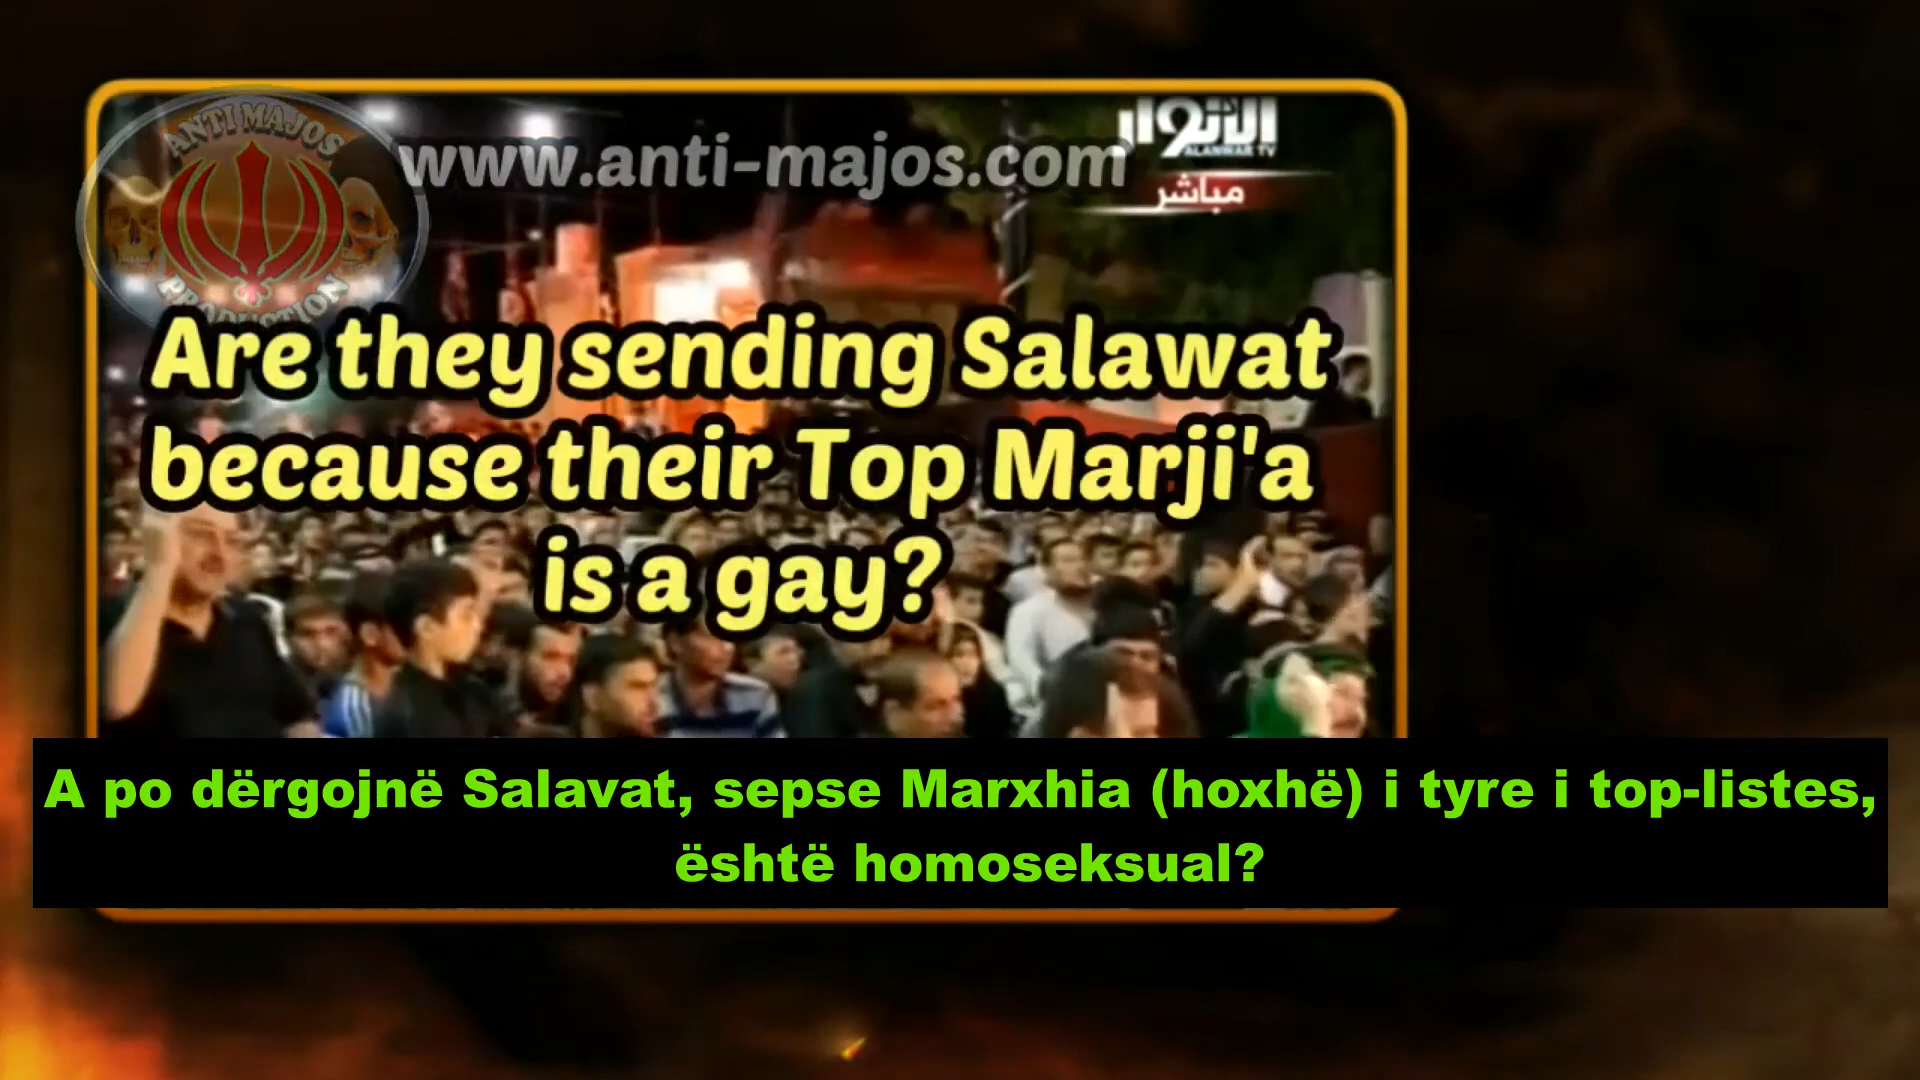 ANTI MAJOS
PRODUCTION
www.anti-majos.com
الأنوار
ALANWAR TV
مباشر
Are they sending Salawat
because their Top Marji'a
is a gay?
A po dërgojnë Salavat, sepse Marxhia (hoxhë) i tyre i top-listes,
është homoseksual?